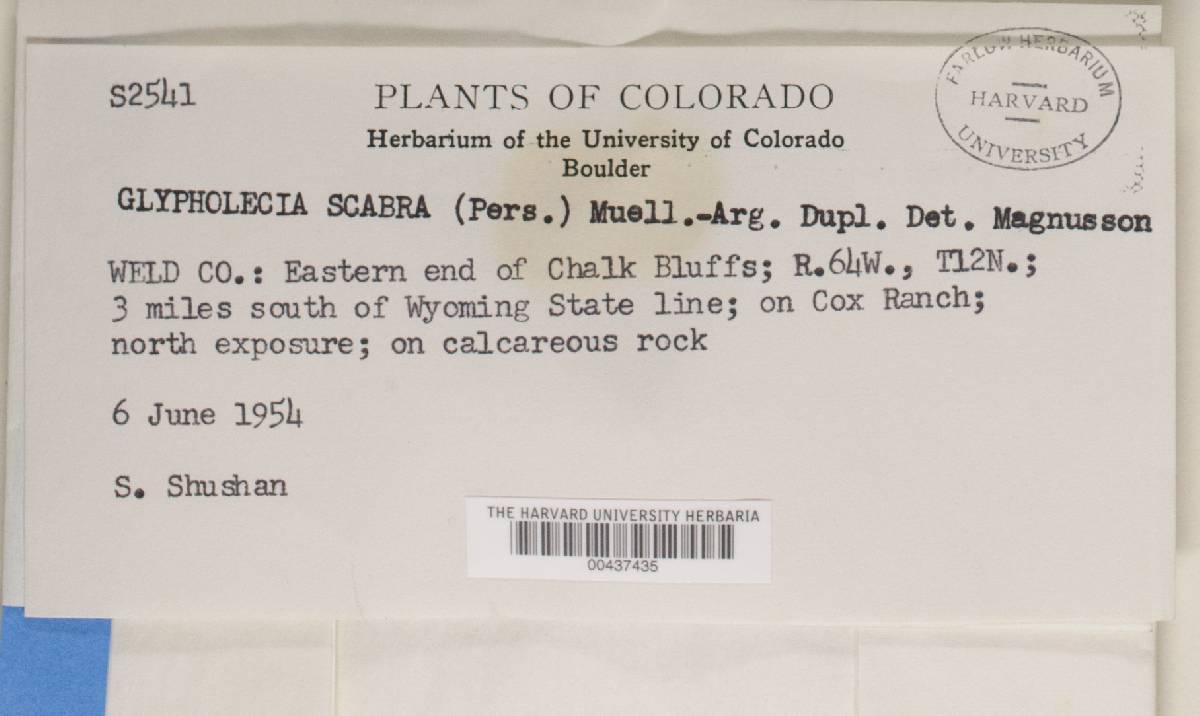 S2541
PLANTS OF COLORADO
Herbarium of the University of Colorado
Boulder
FARLOW HERBARIUM
HARVARD
UNIVERSITY
GLYPHOLECIA SCABRA (Pers.) Muell.-Arg. Dupl. Det. Magnusson
WELD CO.: Eastern end of Chalk Bluffs; R.64W., T12N.;
3 miles south of Wyoming State line; on Cox Ranch;
north exposure; on calcareous rock
6 June 1954
S. Shushan
THE HARVARD UNIVERSITY HERBARIA
00437435